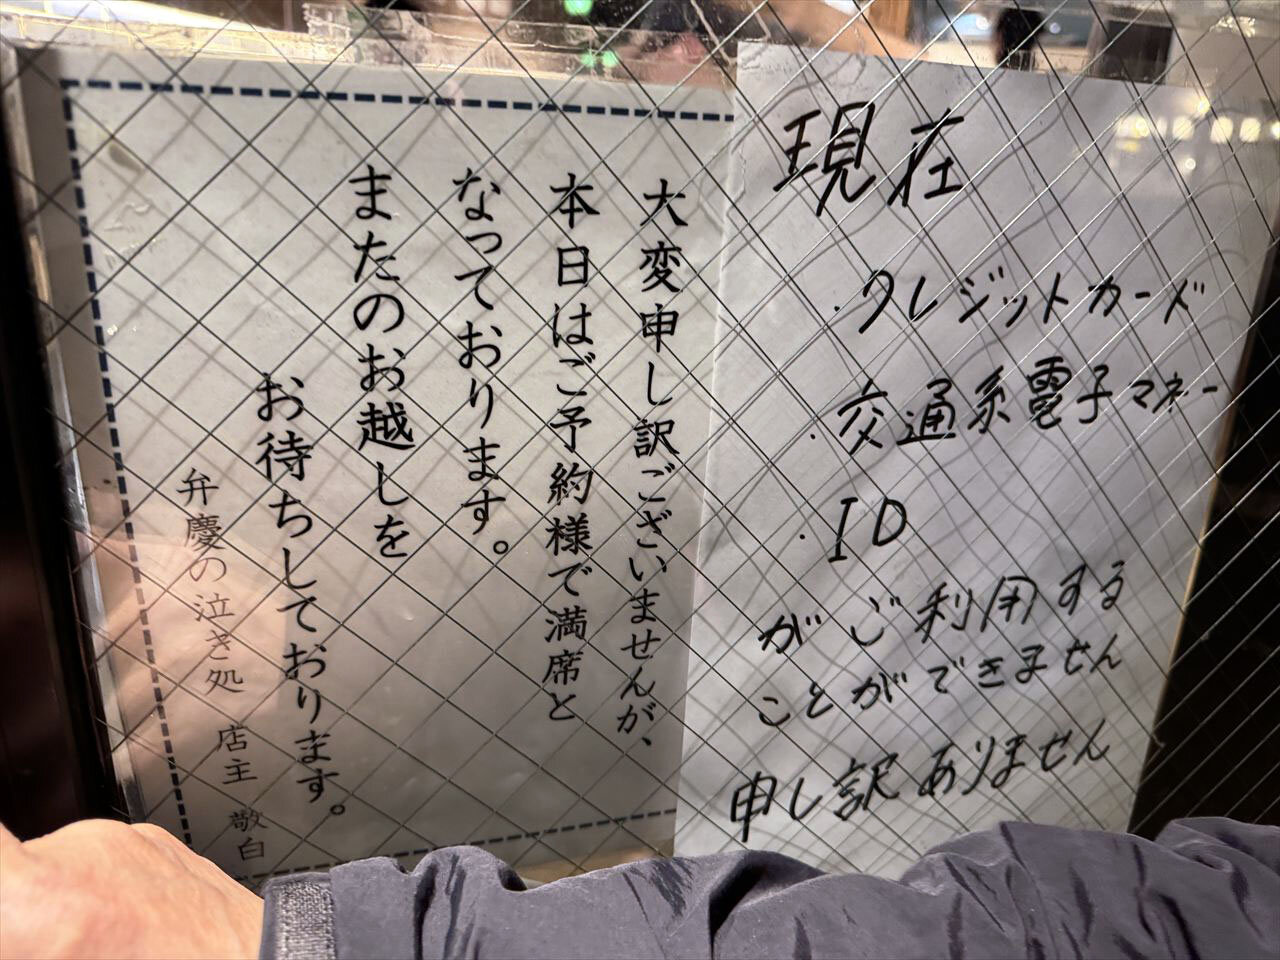 現在
・クレジットカード
・交通系電子マネー
・ID
がご利用する
ことができません
申し訳ありません
大変申し訳ございませんが、
本日はご予約様で満席と
なっております。
またのお越しを
お待ちしております。
弁慶の泣き処 店主 敬白